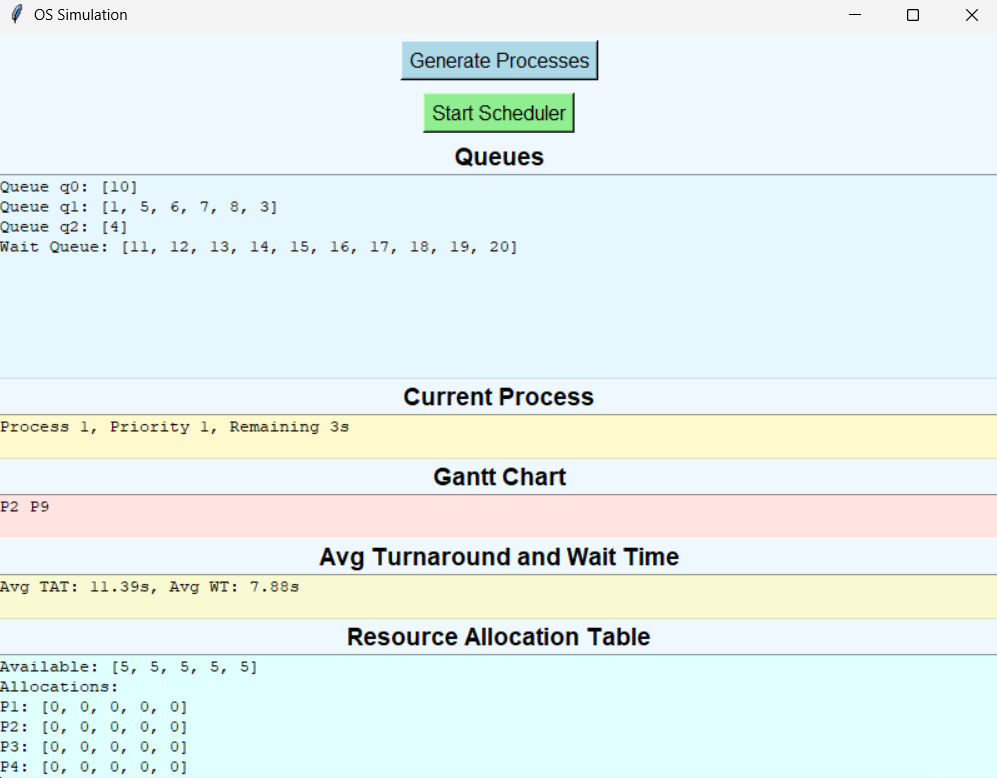 OS Simulation
Generate Processes
Start Scheduler
Queues
Queue q0: [10]
Queue q1: [1, 5, 6, 7, 8, 3]
Queue q2: [4]
Wait Queue: [11, 12, 13, 14, 15, 16, 17, 18, 19, 20]
Current Process
Process 1, Priority 1, Remaining 3s
Gantt Chart
P2 P9
Avg Turnaround and Wait Time
Avg TAT: 11.39s, Avg WT: 7.88s
Resource Allocation Table
Available: [5, 5, 5, 5, 5]
Allocations:
P1: [0, 0, 0, 0, 0]
P2: [0, 0, 0, 0, 0]
P3: [0, 0, 0, 0, 0]
P4: [0, 0, 0, 0, 0]